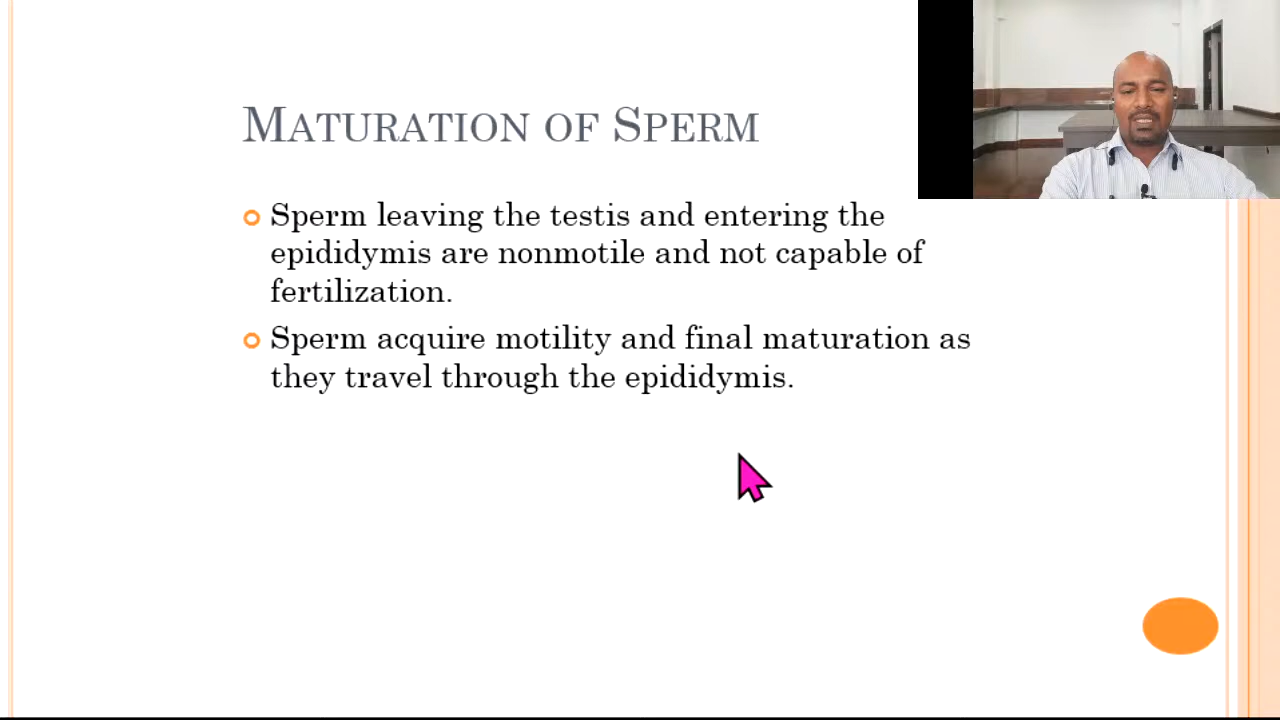 MATURATION OF SPERM
Sperm leaving the testis and entering the
epididymis are nonmotile and not capable of
fertilization.
Sperm acquire motility and final maturation as
they travel through the epididymis.